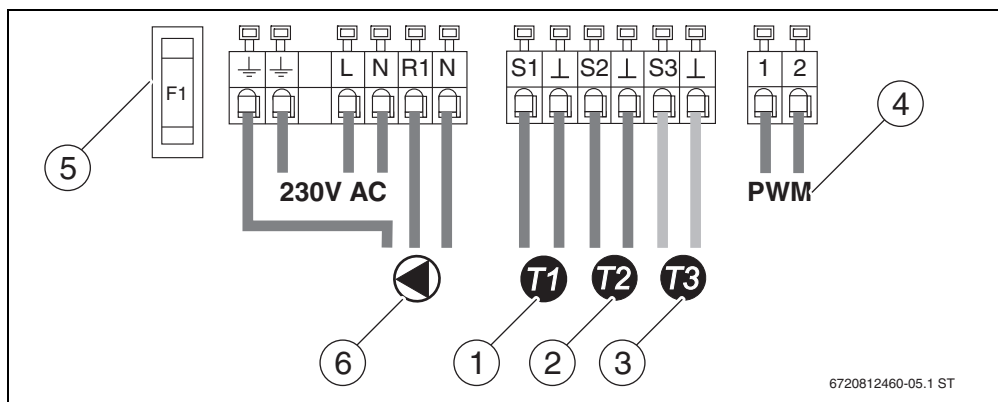 L N R1 N S1 ⊥ S2 ⊥ S3 ⊥ 1 2
F1
4
5
230V AC
PWM
T1 T2 T3
6 1 2 3
6720812460-05.1 ST